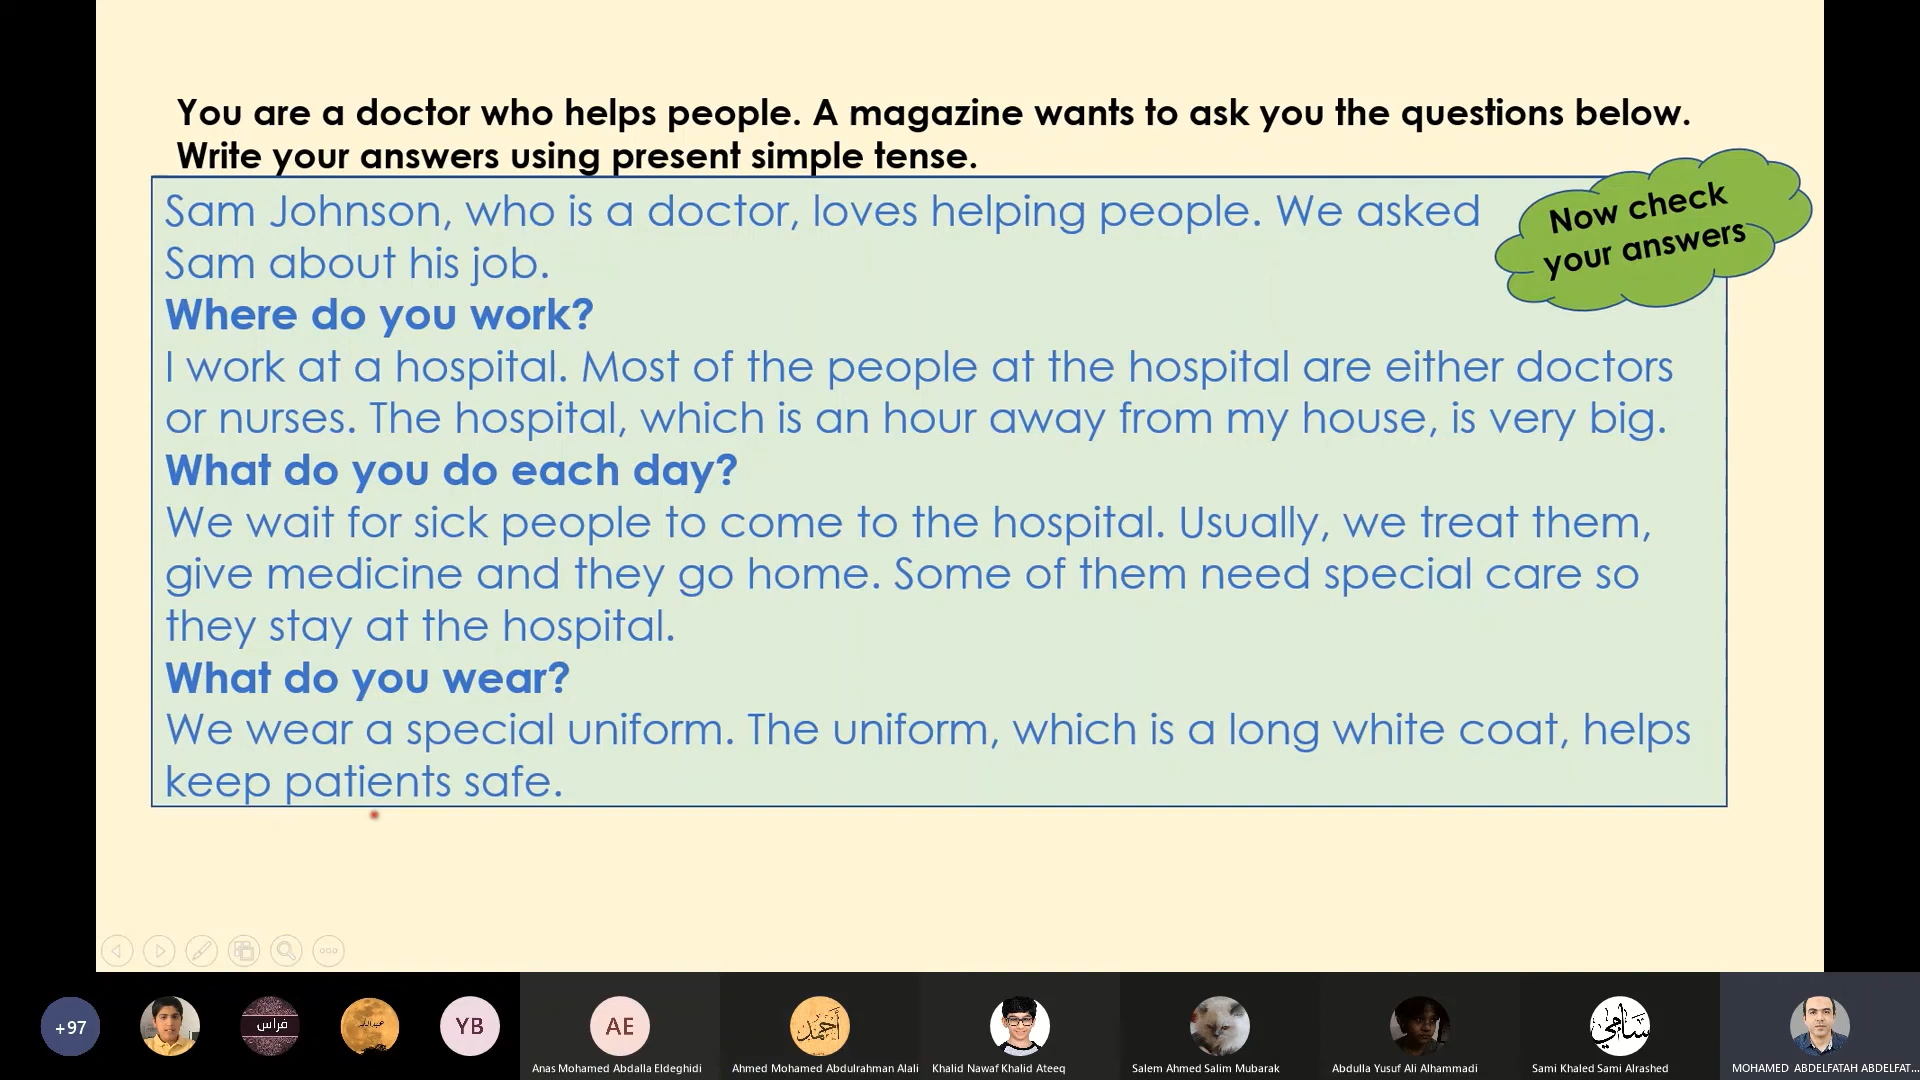 You are a doctor who helps people. A magazine wants to ask you the questions below.
Write your answers using present simple tense.
Now check
your answers
Sam Johnson, who is a doctor, loves helping people. We asked
Sam about his job.
Where do you work?
I work at a hospital. Most of the people at the hospital are either doctors
or nurses. The hospital, which is an hour away from my house, is very big.
What do you do each day?
We wait for sick people to come to the hospital. Usually, we treat them,
give medicine and they go home. Some of them need special care so
they stay at the hospital.
What do you wear?
We wear a special uniform. The uniform, which is a long white coat, helps
keep patients safe.
+97
فراس
YB
AE
أحمد
سامي
Anas Mohamed Abdalla Eldeghidi
Ahmed Mohamed Abdulrahman Alali
Khalid Nawaf Khalid Ateeq
Salem Ahmed Salim Mubarak
Abdulla Yusuf Ali Alhammadi
Sami Khaled Sami Alrashed
MOHAMED ABDELFATAH ABDELFAT...